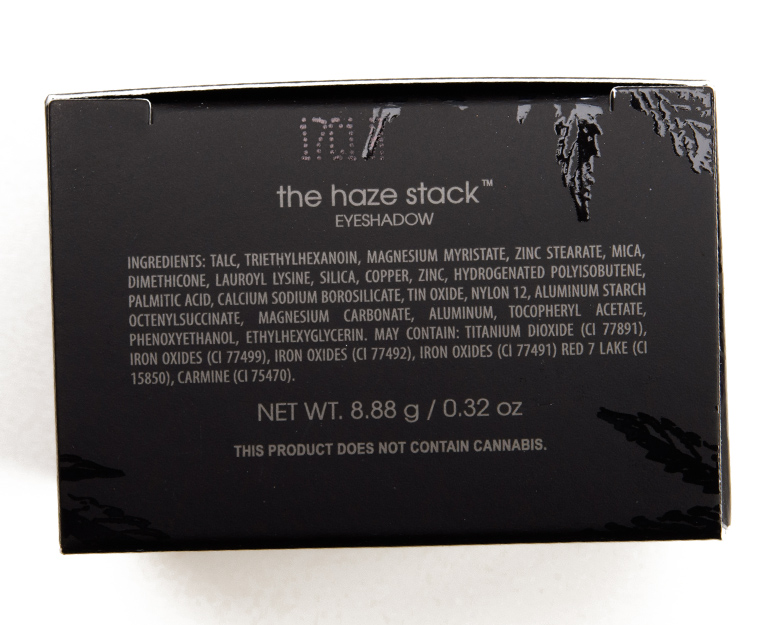 the haze stack™
EYESHADOW
INGREDIENTS: TALC, TRIETHYLHEXANOIN, MAGNESIUM MYRISTATE, ZINC STEARATE, MICA,
DIMETHICONE, LAUROYL LYSINE, SILICA, COPPER, ZINC, HYDROGENATED POLYISOBUTENE,
PALMITIC ACID, CALCIUM SODIUM BOROSILICATE, TIN OXIDE, NYLON 12, ALUMINUM STARCH
OCTENYLSUCCINATE, MAGNESIUM CARBONATE, ALUMINUM, TOCOPHERYL ACETATE,
PHENOXYETHANOL, ETHYLHEXYGLYCERIN. MAY CONTAIN: TITANIUM DIOXIDE (CI 77891),
IRON OXIDES (CI 77499), IRON OXIDES (CI 77492), IRON OXIDES (CI 77491) RED 7 LAKE (CI
15850), CARMINE (CI 75470).
NET WT. 8.88 g / 0.32 oz
THIS PRODUCT DOES NOT CONTAIN CANNABIS.